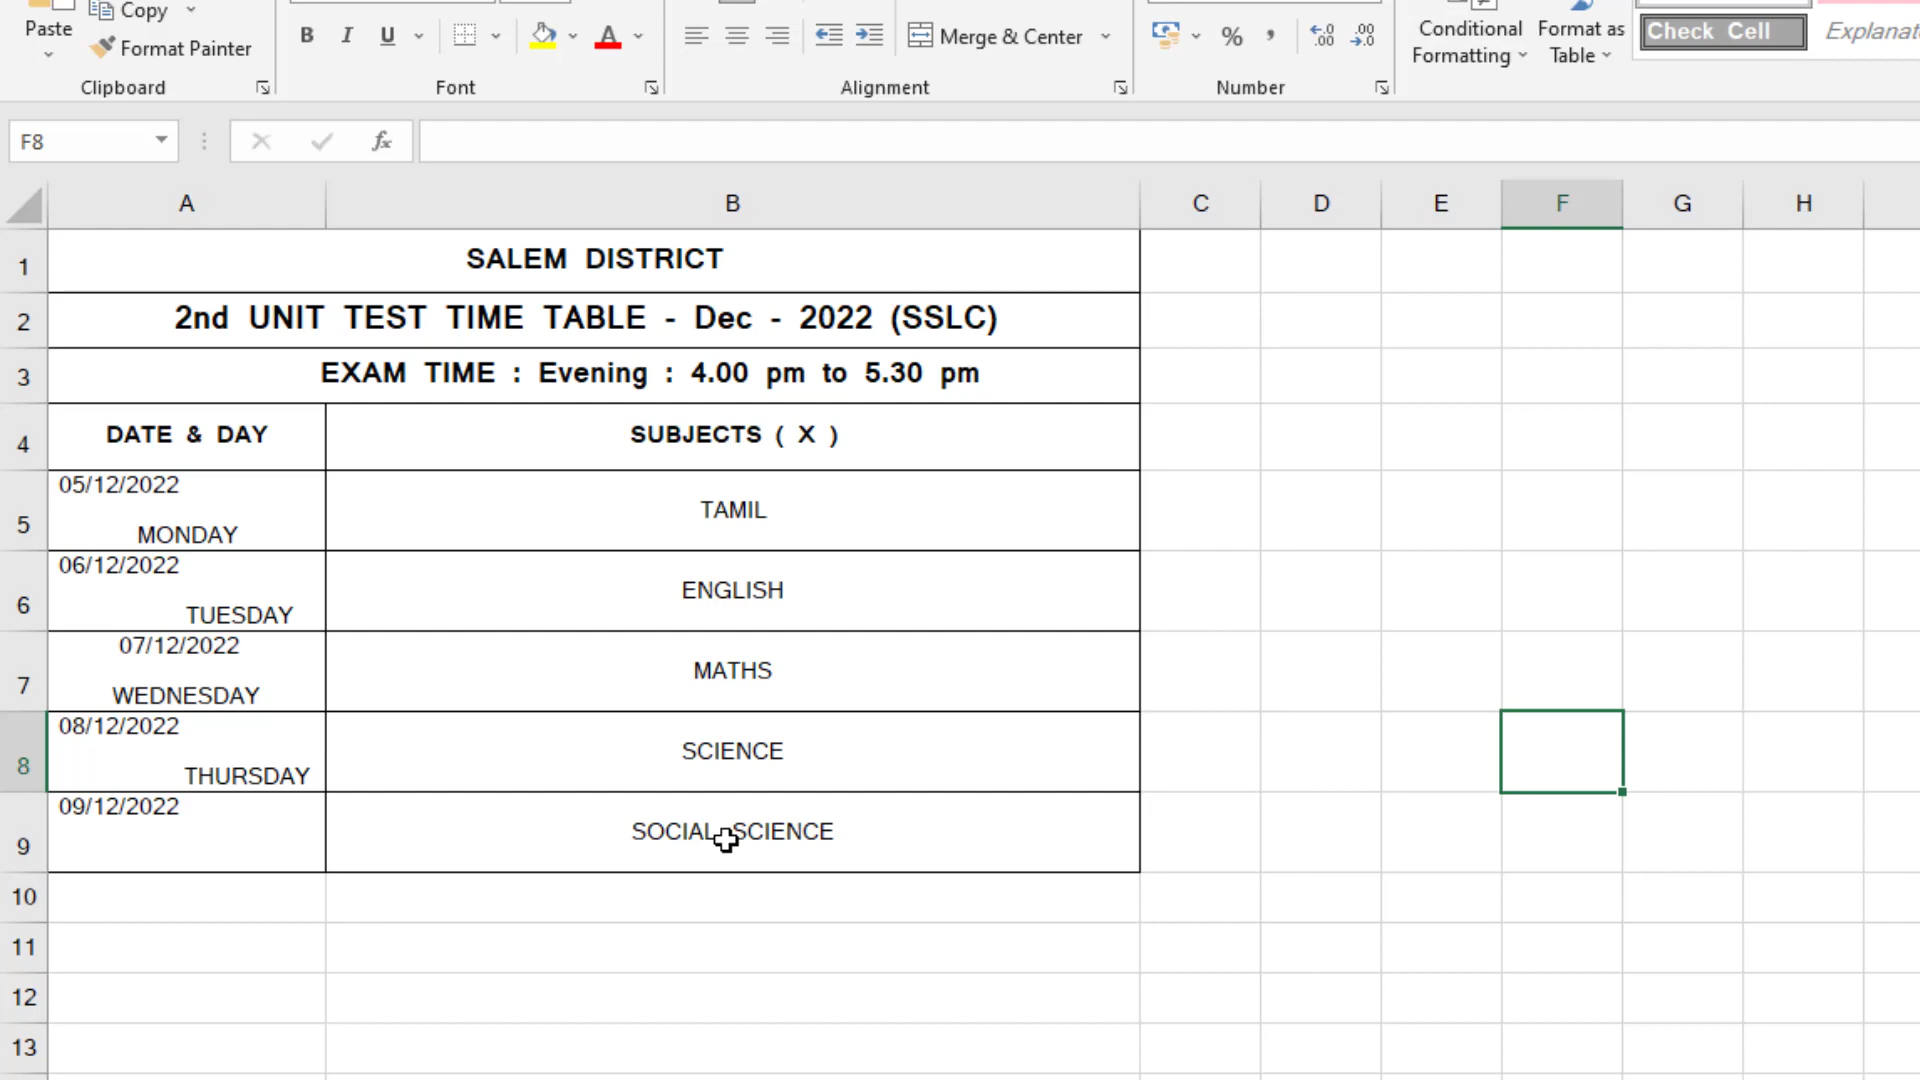 Copy
Paste
Format Painter
Clipboard
B I U
A
Font
Merge & Center
Alignment
%
Number
Conditional
Formatting
Format as
Table
Check Cell
F8
fx
A B C D E F G H
1 SALEM DISTRICT
2 2nd UNIT TEST TIME TABLE - Dec - 2022 (SSLC)
3 EXAM TIME : Evening : 4.00 pm to 5.30 pm
4 DATE & DAY SUBJECTS ( X )
05/12/2022
5 MONDAY TAMIL
06/12/2022
6 TUESDAY ENGLISH
07/12/2022
7 WEDNESDAY MATHS
08/12/2022
8 THURSDAY SCIENCE
09/12/2022
9 SOCIAL SCIENCE
10
11
12
13